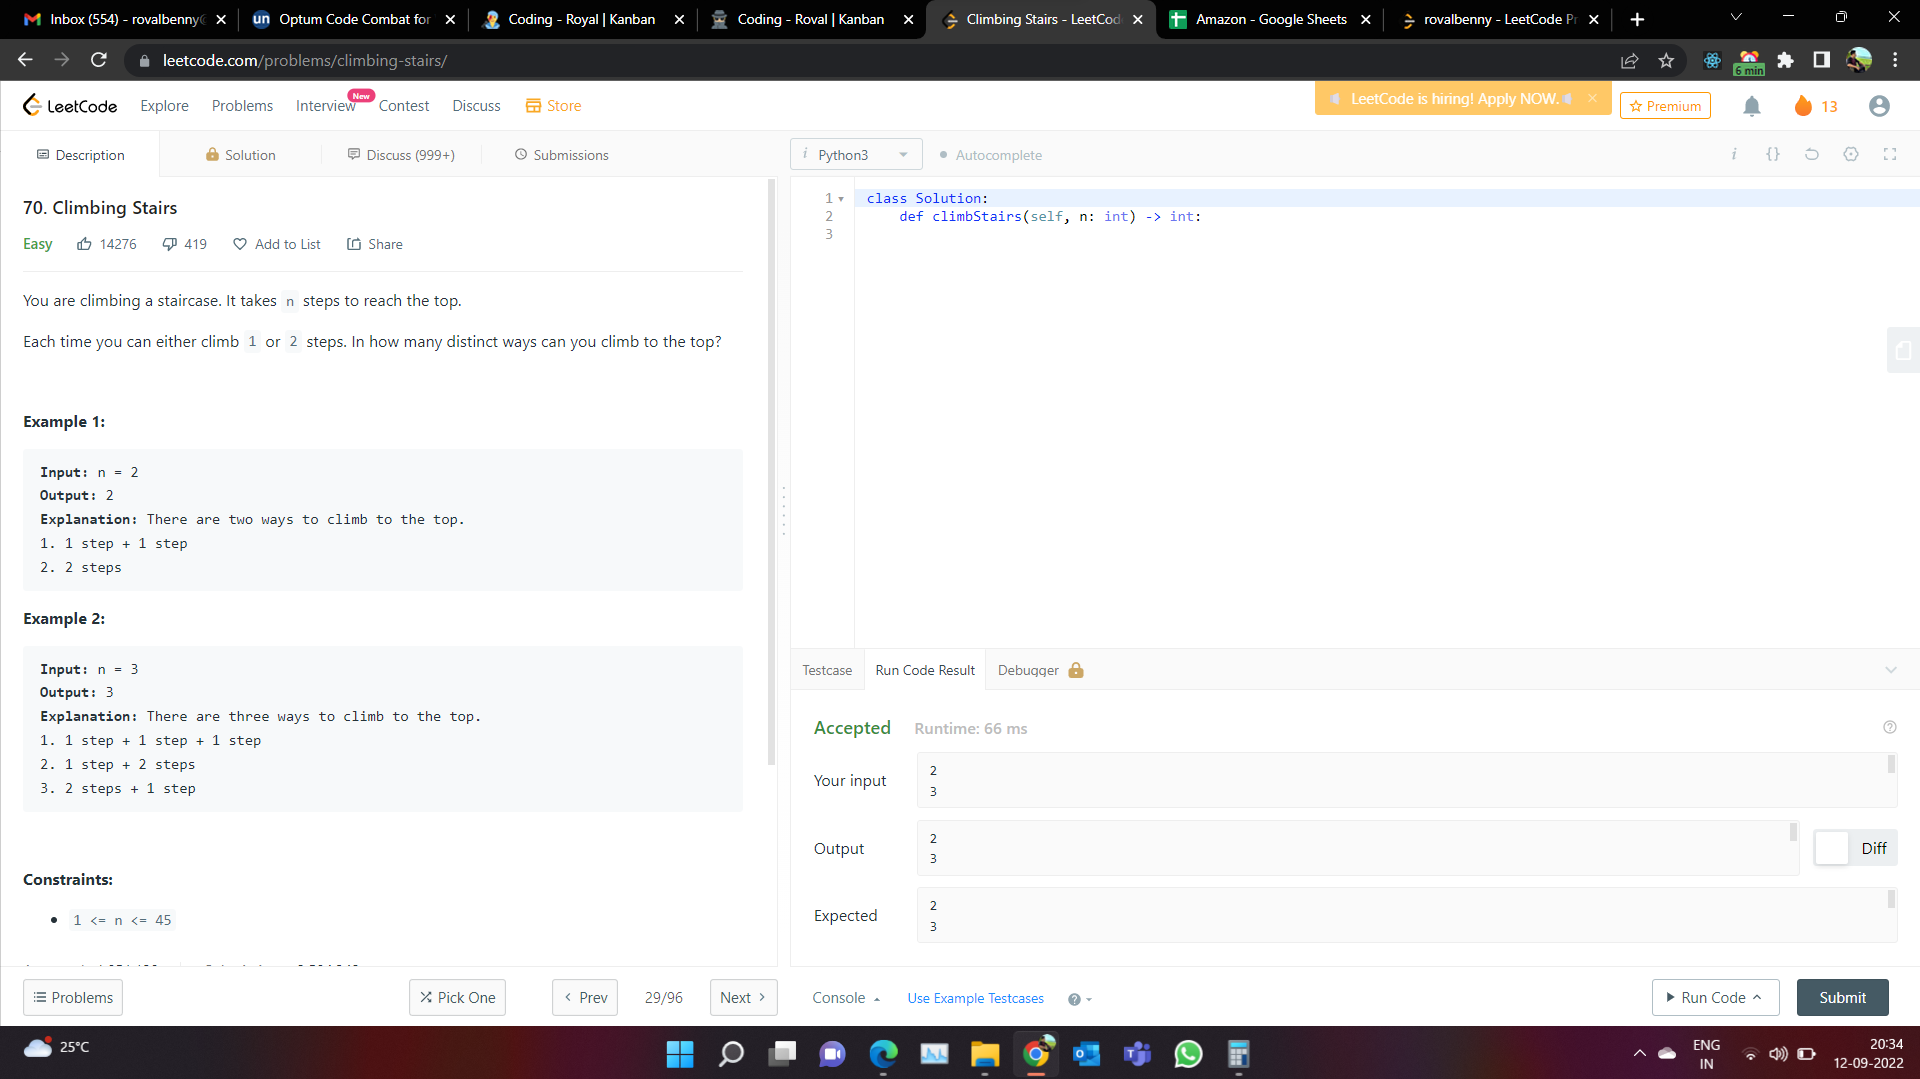 Inbox (554) - rovalbenny@
Optum Code Combat for
Coding - Royal | Kanban
Coding - Roval | Kanban
Climbing Stairs - LeetCod
Amazon - Google Sheets
rovalbenny - LeetCode Pr
leetcode.com/problems/climbing-stairs/
6 min
LeetCode
Explore
Problems
Interview
New
Contest
Discuss
Store
LeetCode is hiring! Apply NOW.
Premium
13
Description
Solution
Discuss (999+)
Submissions
i Python3
Autocomplete
i
{}
70. Climbing Stairs
Easy
14276
419
Add to List
Share
You are climbing a staircase. It takes n steps to reach the top.
Each time you can either climb 1 or 2 steps. In how many distinct ways can you climb to the top?
Example 1:
Input: n = 2
Output: 2
Explanation: There are two ways to climb to the top.
1. 1 step + 1 step
2. 2 steps
Example 2:
Input: n = 3
Output: 3
Explanation: There are three ways to climb to the top.
1. 1 step + 1 step + 1 step
2. 1 step + 2 steps
3. 2 steps + 1 step
Constraints:
1 <= n <= 45
Problems
Pick One
Prev
29/96
Next
1 class Solution:
2 def climbStairs(self, n: int) -> int:
3
Testcase
Run Code Result
Debugger
Accepted
Runtime: 66 ms
Your input
2
3
Output
2
3
Diff
Expected
2
3
Console
Use Example Testcases
Run Code
Submit
25°C
ENG
IN
20:34
12-09-2022